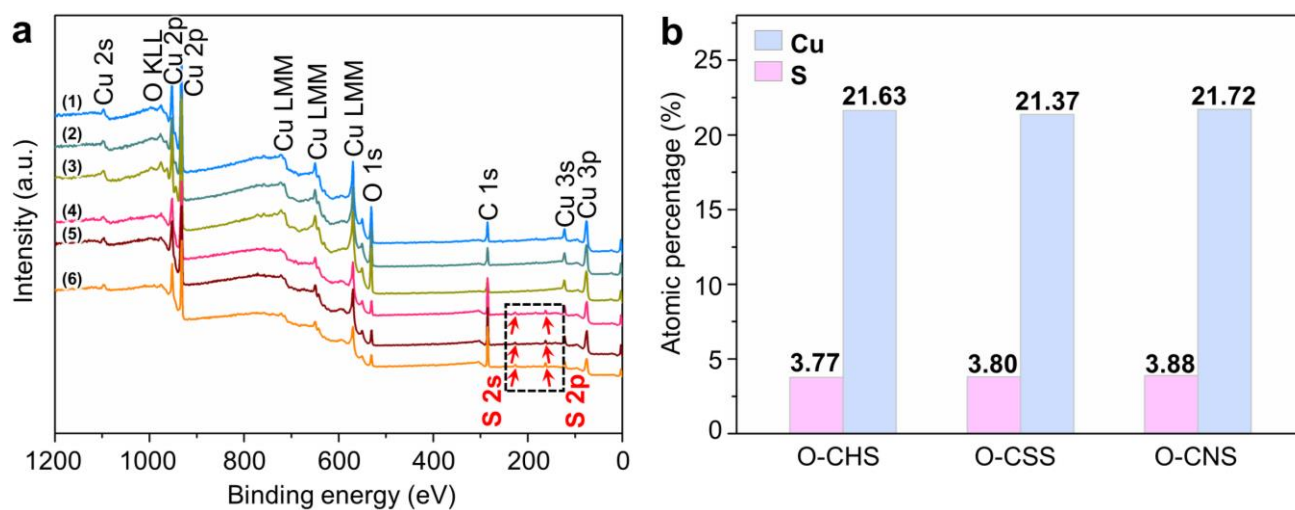 a
Cu 2s
O KLL
Cu 2p
Cu 2p
Cu LMM
Cu LMM
Cu LMM
O 1s
C 1s
Cu 3s
Cu 3p
(1)
(2)
(3)
(4)
(5)
(6)
S 2s
S 2p
Intensity (a.u.)
1200
1000
800
600
400
200
0
Binding energy (eV)
b
Cu
S
25
20
15
10
5
0
Atomic percentage (%)
3.77
21.63
3.80
21.37
3.88
21.72
O-CHS
O-CSS
O-CNS